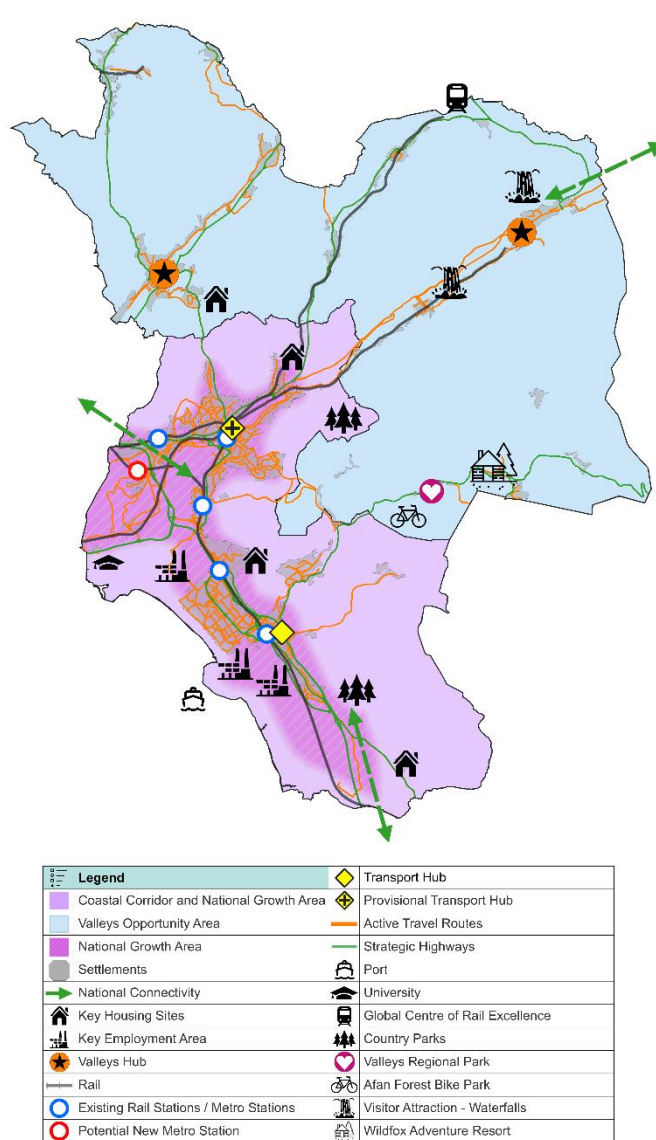 Legend
Transport Hub
Coastal Corridor and National Growth Area
Provisional Transport Hub
Valleys Opportunity Area
Active Travel Routes
National Growth Area
Strategic Highways
Settlements
Port
National Connectivity
University
Key Housing Sites
Global Centre of Rail Excellence
Key Employment Area
Country Parks
Valleys Hub
Valleys Regional Park
Rail
Afan Forest Bike Park
Existing Rail Stations / Metro Stations
Visitor Attraction - Waterfalls
Potential New Metro Station
Wildfox Adventure Resort